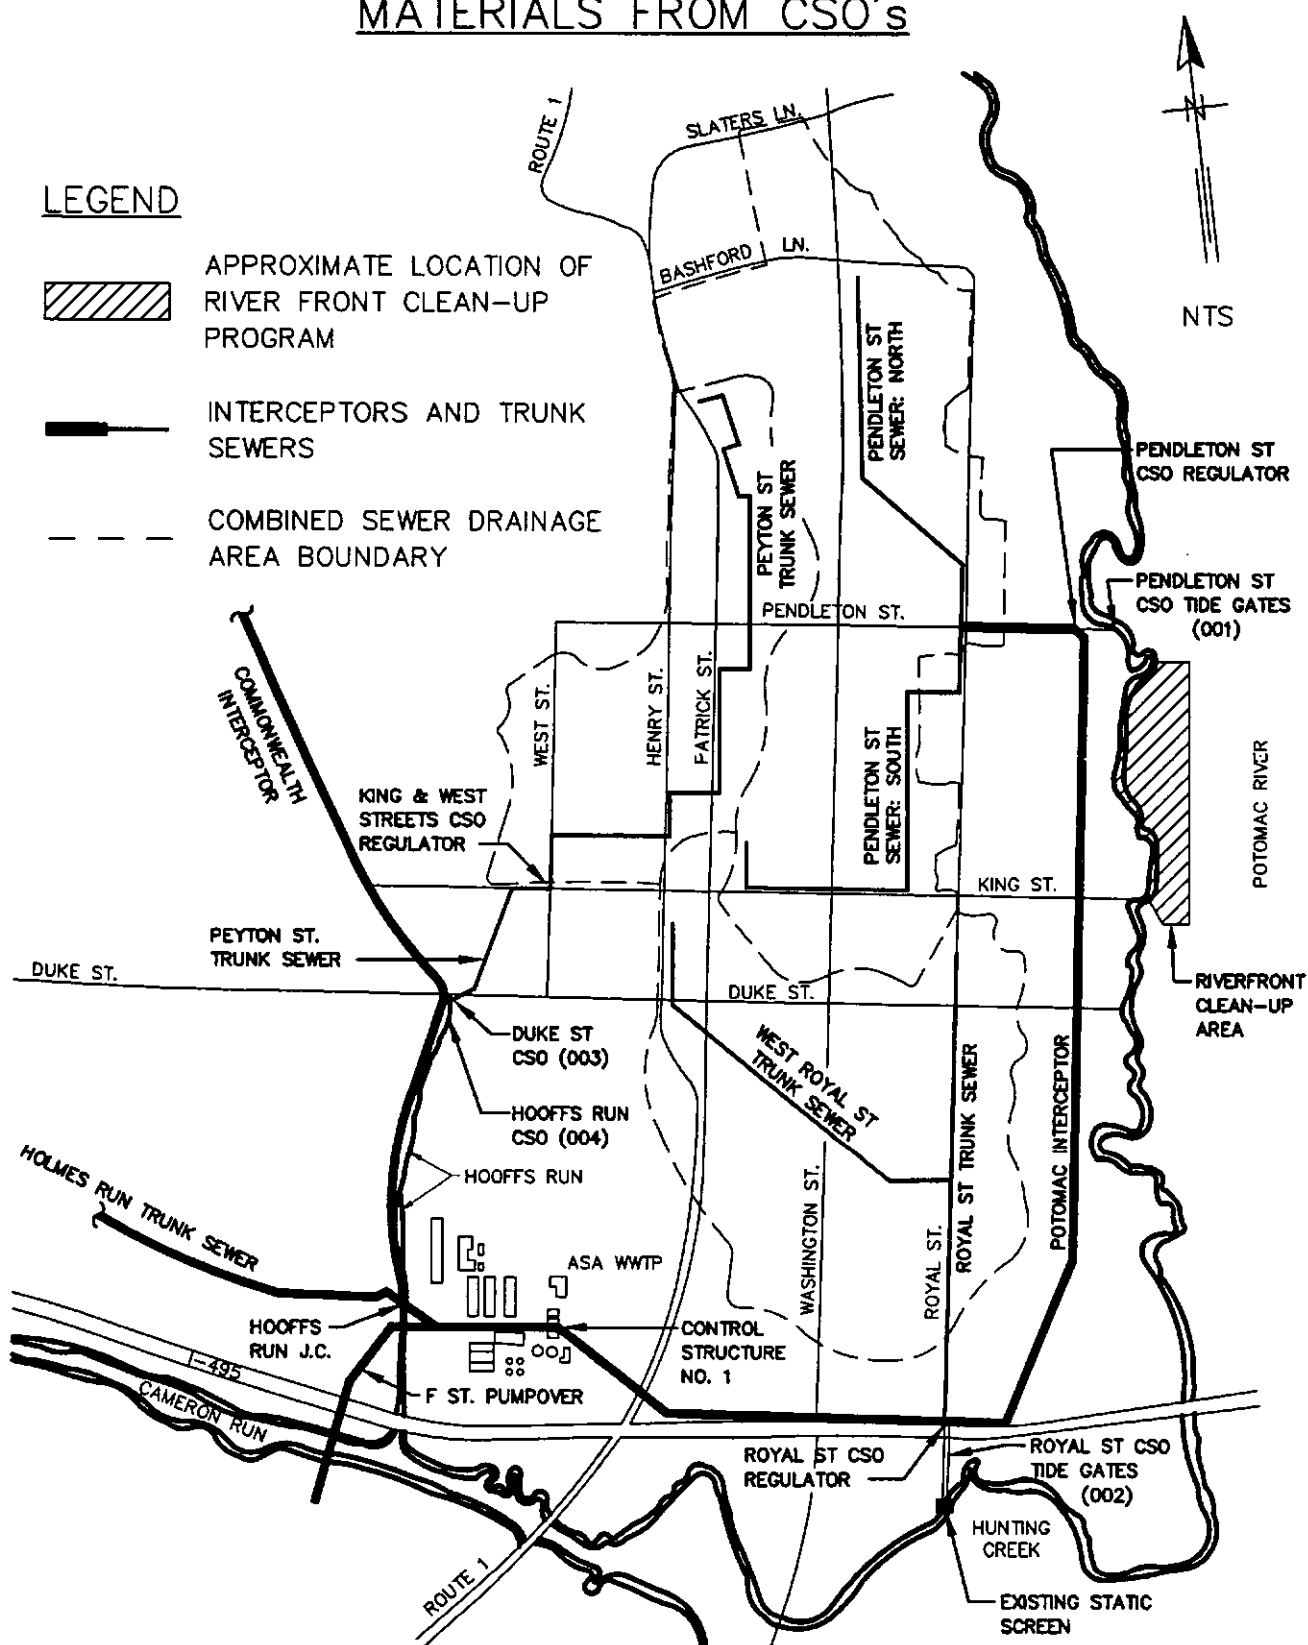 MATERIALS FROM CSO's
N
NTS
LEGEND
APPROXIMATE LOCATION OF
RIVER FRONT CLEAN-UP
PROGRAM
INTERCEPTORS AND TRUNK
SEWERS
COMBINED SEWER DRAINAGE
AREA BOUNDARY
ROUTE 1
SLATERS LN.
BASHFORD LN.
PENDLETON ST
SEWER: NORTH
PEYTON ST
TRUNK SEWER
PENDLETON ST
CSO REGULATOR
PENDLETON ST
CSO TIDE GATES
(001)
PENDLETON ST.
COMMONWEALTH
INTERCEPTOR
WEST ST.
HENRY ST.
PATRICK ST.
PENDLETON ST
SEWER: SOUTH
POTOMAC RIVER
KING & WEST
STREETS CSO
REGULATOR
KING ST.
PEYTON ST.
TRUNK SEWER
DUKE ST.
DUKE ST.
RIVERFRONT
CLEAN-UP
AREA
DUKE ST
CSO (003)
WEST ROYAL ST
TRUNK SEWER
ROYAL ST TRUNK SEWER
POTOMAC INTERCEPTOR
HOOFFS RUN
CSO (004)
HOOFFS RUN
HOLMES RUN TRUNK SEWER
WASHINGTON ST.
ROYAL ST.
ASA WWTP
HOOFFS
RUN J.C.
CONTROL
STRUCTURE
NO. 1
I-495
F ST. PUMPOVER
CAMERON RUN
ROYAL ST CSO
REGULATOR
ROYAL ST CSO
TIDE GATES
(002)
HUNTING
CREEK
ROUTE 1
EXISTING STATIC
SCREEN